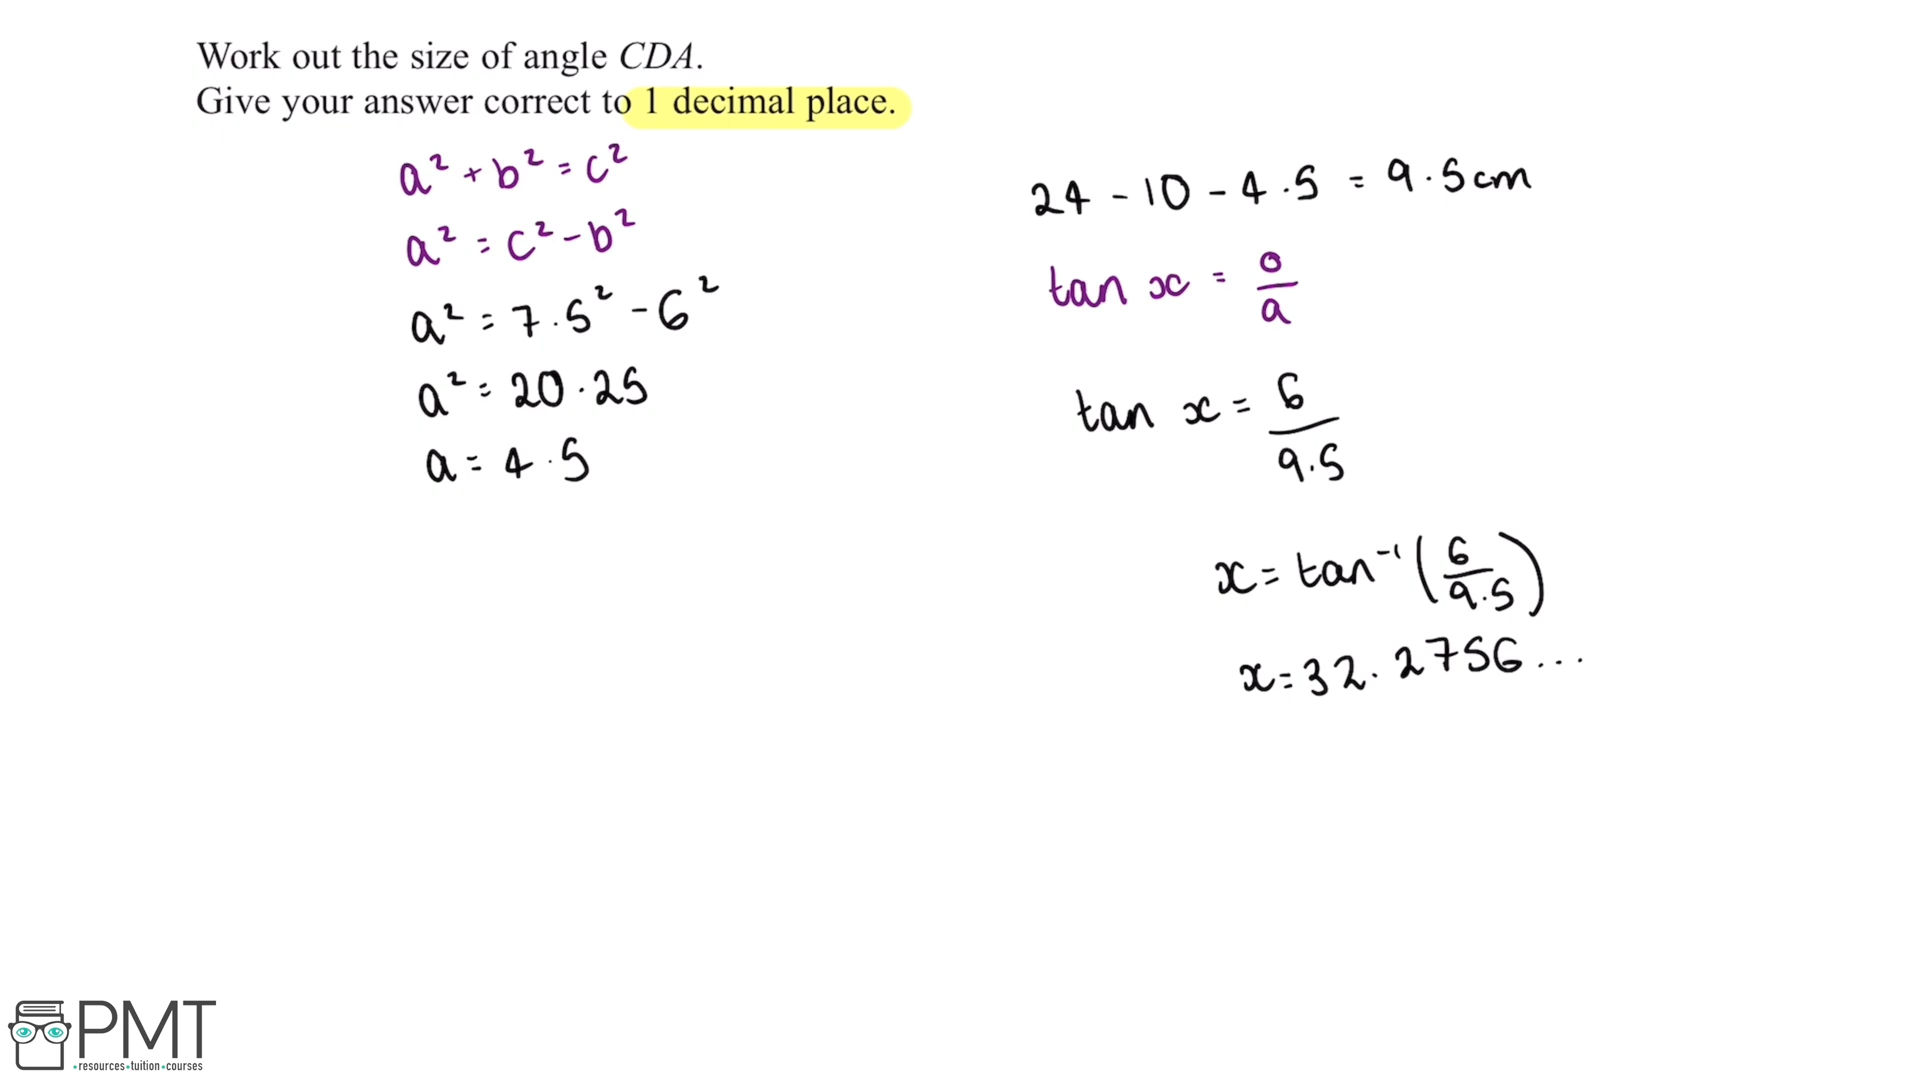 Work out the size of angle CDA.
Give your answer correct to 1 decimal place.
a² + b² = c²
a² = c² - b²
a² = 7.5² - 6²
a² = 20.25
a = 4.5
24 - 10 - 4.5 = 9.5cm
tan x = o/a
tan x = 6/9.5
x = tan⁻¹(6/9.5)
x = 32.2756...
PMT
•resources•tuition•courses